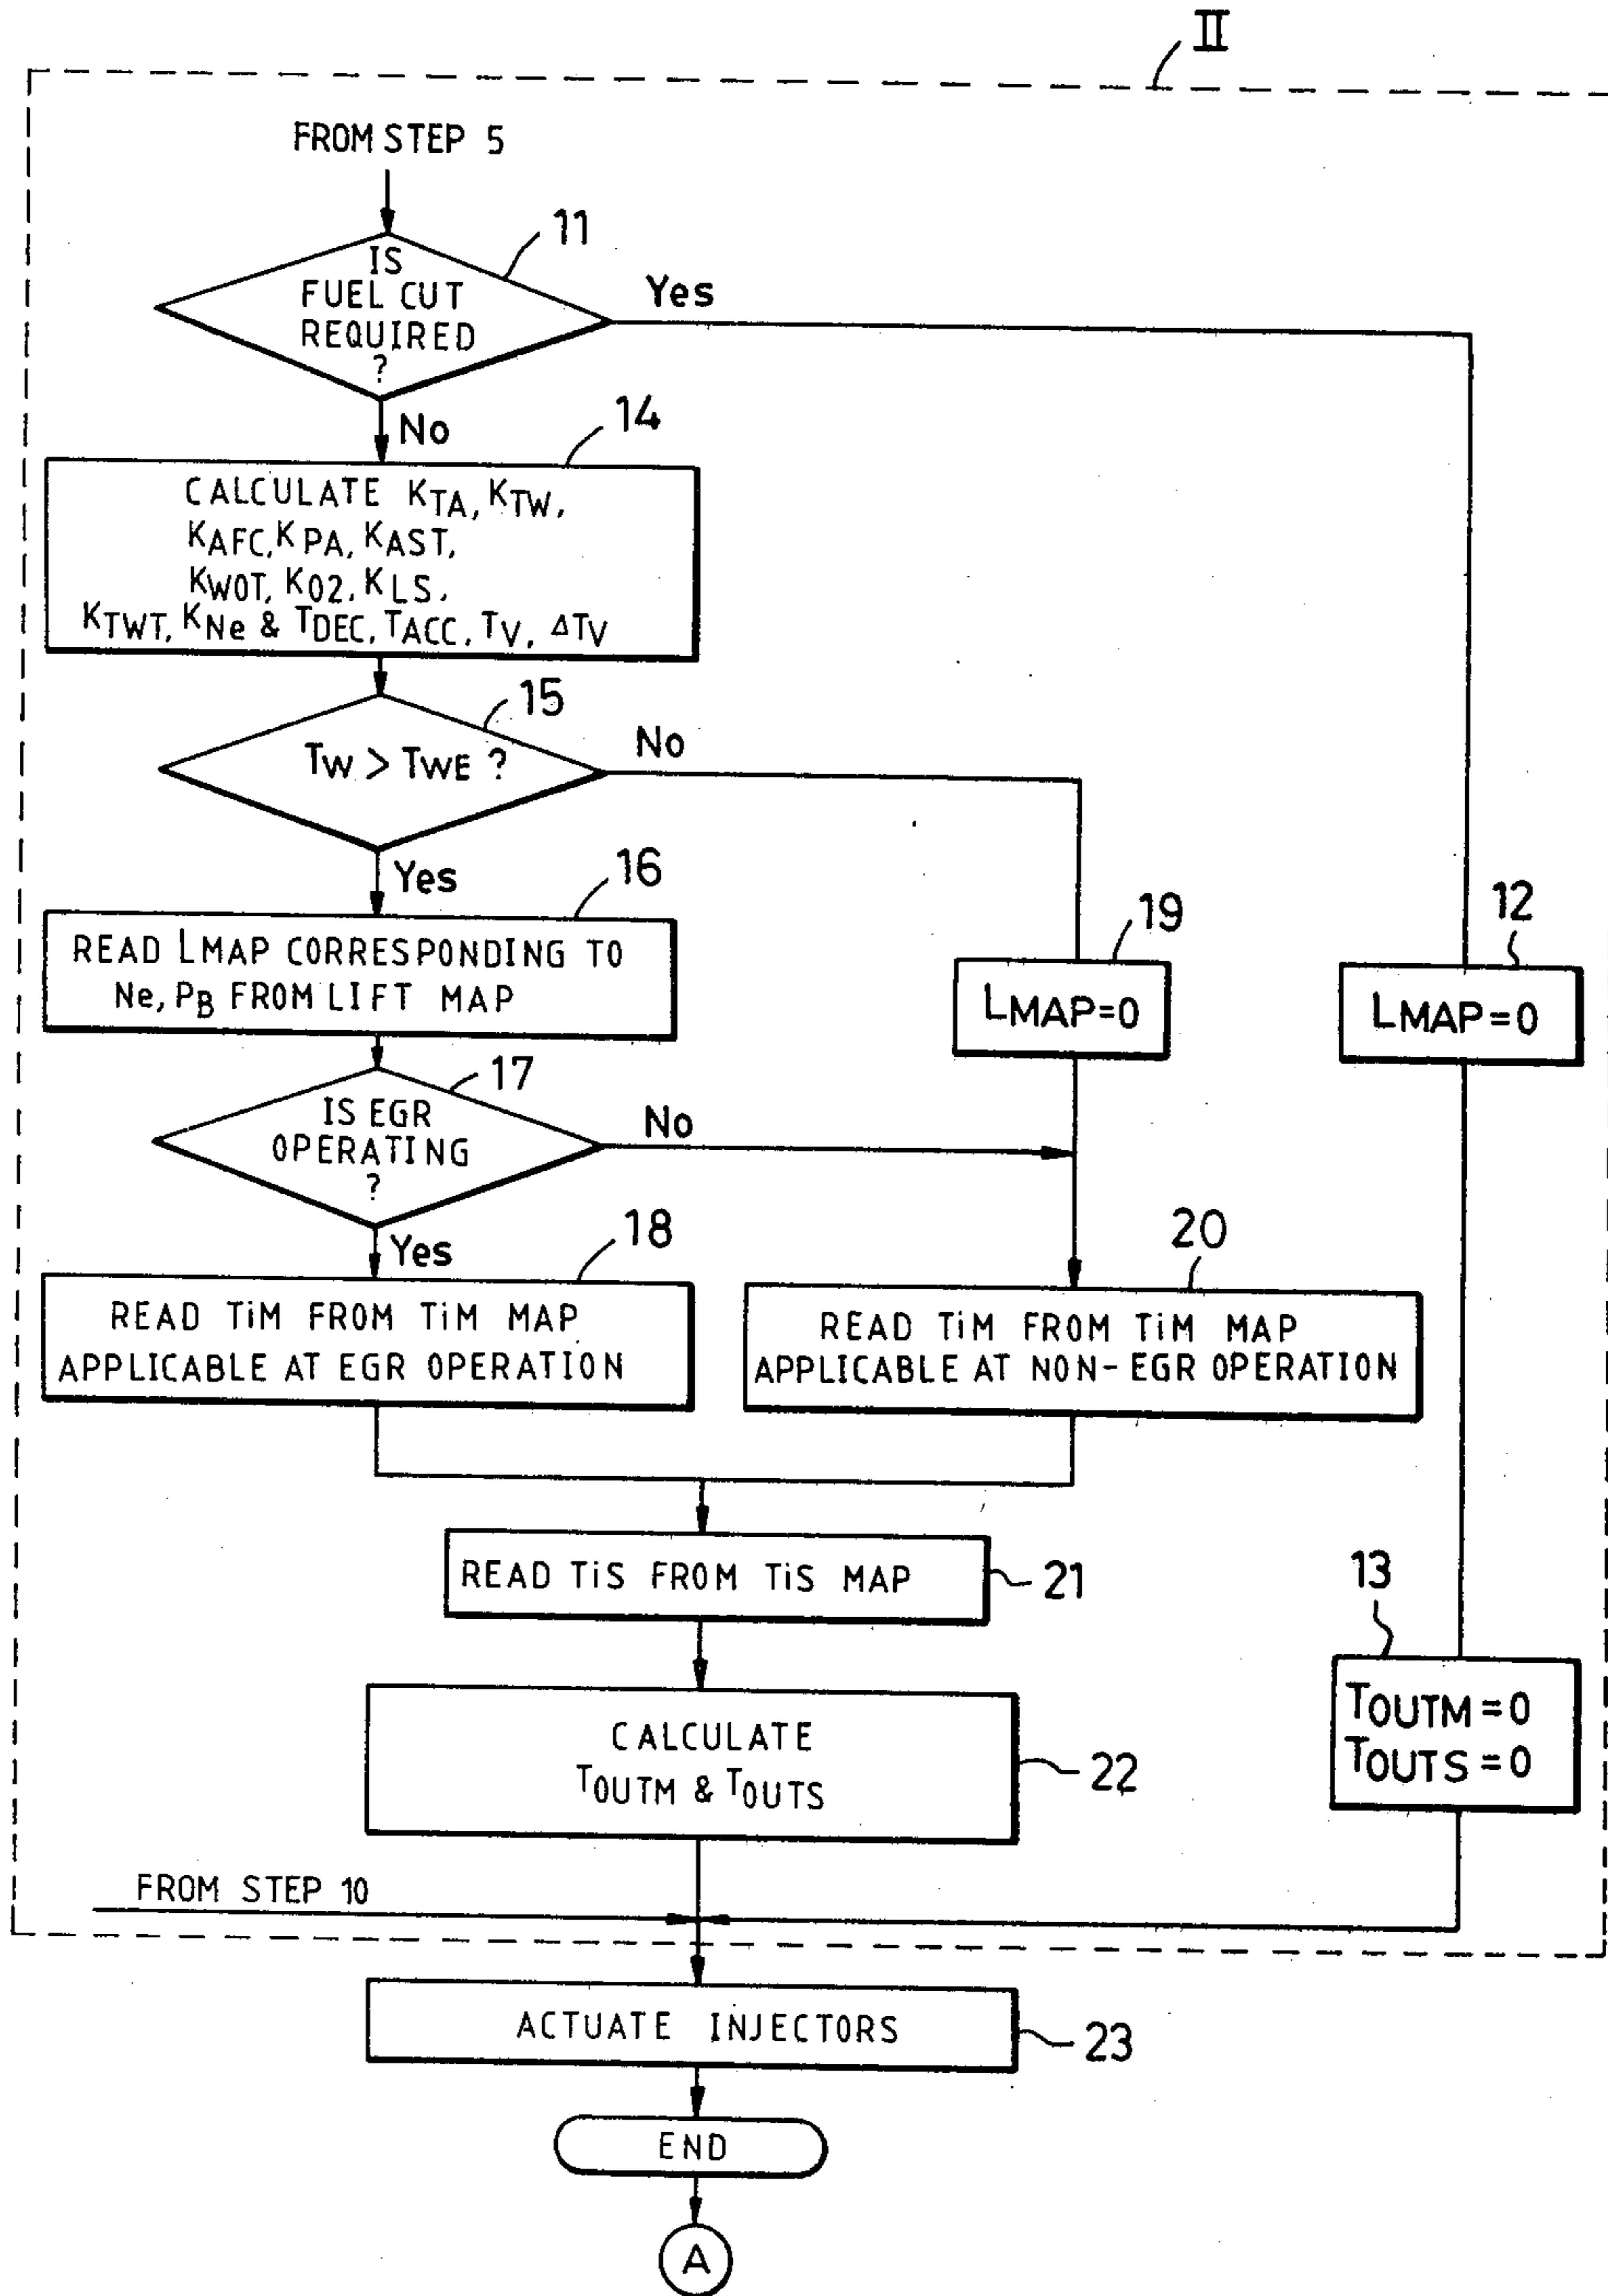 II
FROM STEP 5
11
IS
FUEL CUT
REQUIRED
?
Yes
No
14
CALCULATE KTA, KTW,
KAFC, KPA, KAST,
KWOT, KO2, KLS,
KTWT, KNe & TDEC, TACC, TV, ΔTV
15
TW > TWE ?
No
Yes
16
READ LMAP CORRESPONDING TO
Ne, PB FROM LIFT MAP
19
LMAP=0
12
LMAP=0
17
IS EGR
OPERATING
?
No
Yes
18
READ TiM FROM TiM MAP
APPLICABLE AT EGR OPERATION
20
READ TiM FROM TiM MAP
APPLICABLE AT NON-EGR OPERATION
READ TiS FROM TiS MAP
21
13
TOUTM=0
TOUTS=0
CALCULATE
TOUTM & TOUTS
22
FROM STEP 10
ACTUATE INJECTORS
23
END
A